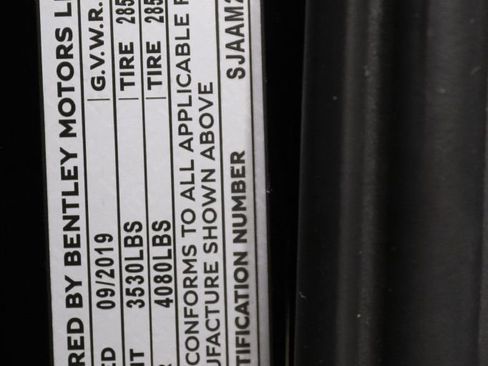 RED BY BENTLEY MOTORS L
ED 09/2019 G.V.W.R.
NT 3530LBS TIRE 285
R 4080LBS TIRE 285
CONFORMS TO ALL APPLICABLE F
UFACTURE SHOWN ABOVE
TIFICATION NUMBER SJAAM2